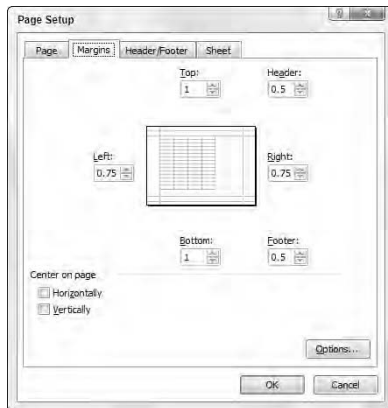 Page Setup
Page Margins Header/Footer Sheet
Top: Header:
1 0.5
Left: Right:
0.75 0.75
Bottom: Footer:
1 0.5
Center on page
Horizontally
Vertically
Options...
OK Cancel